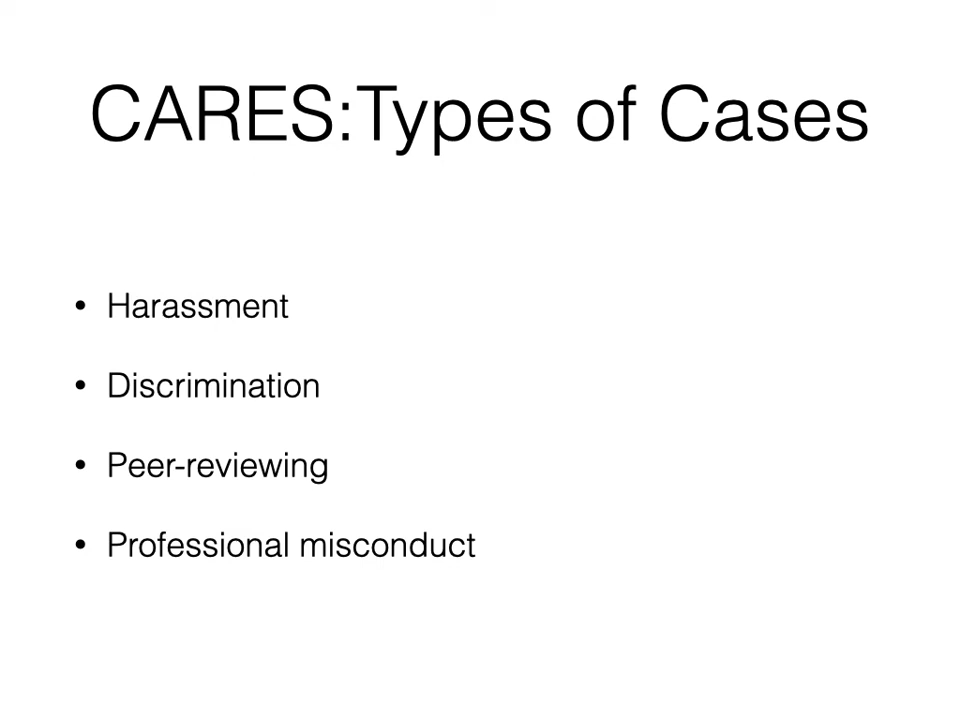 CARES:Types of Cases
• Harassment
• Discrimination
• Peer-reviewing
• Professional misconduct